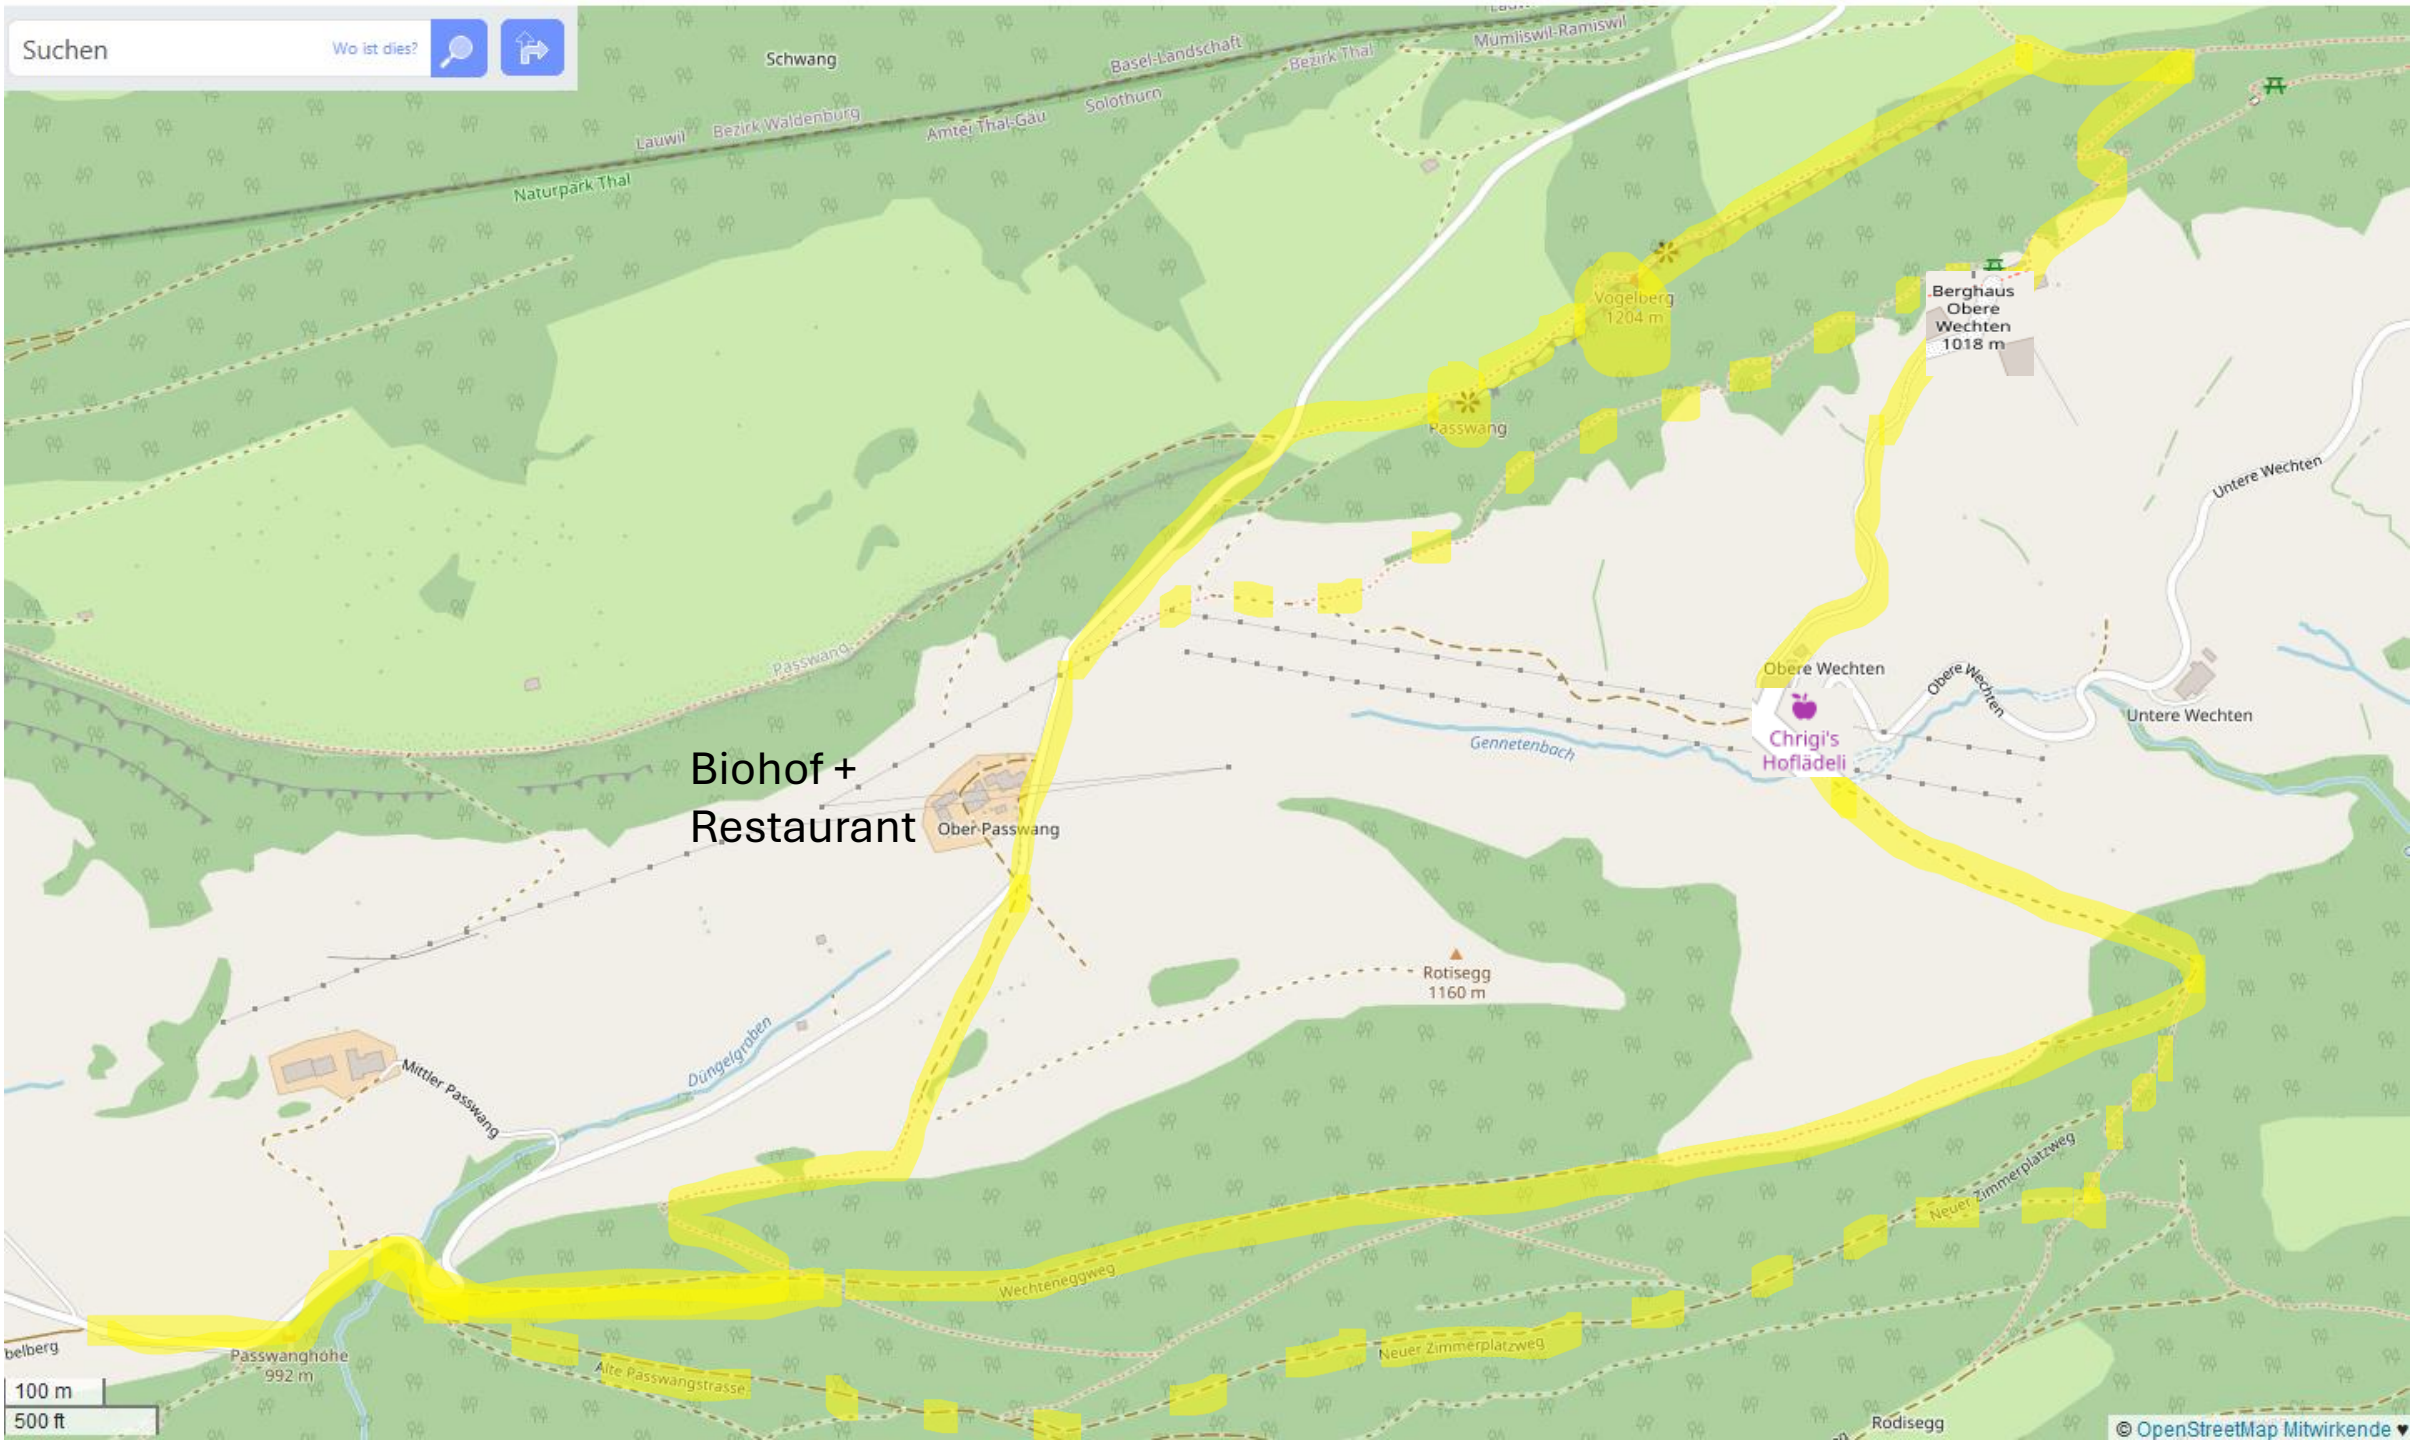 Suchen
Wo ist dies?
Schwang
Basel-Landschaft
Bezirk Thal
Mümliswil-Ramiswil
Lauwil
Bezirk Waldenburg
Amtei Thal-Gäu
Solothurn
Naturpark Thal
Vogelberg
1204 m
Berghaus
Obere
Wechten
1018 m
Passwang
Untere Wechten
Passwang
Obere Wechten
Obere Wechten
Untere Wechten
Chrigi's
Hoflädeli
Gennetenbach
Biohof +
Restaurant
Ober-Passwang
Rotisegg
1160 m
Düngelgraben
Mittler Passwang
Neuer Zimmerplatzweg
Wechteneggweg
Neuer Zimmerplatzweg
Alte Passwangstrasse
belberg
Passwanghöhe
992 m
100 m
500 ft
Rodisegg
© OpenStreetMap Mitwirkende ♥